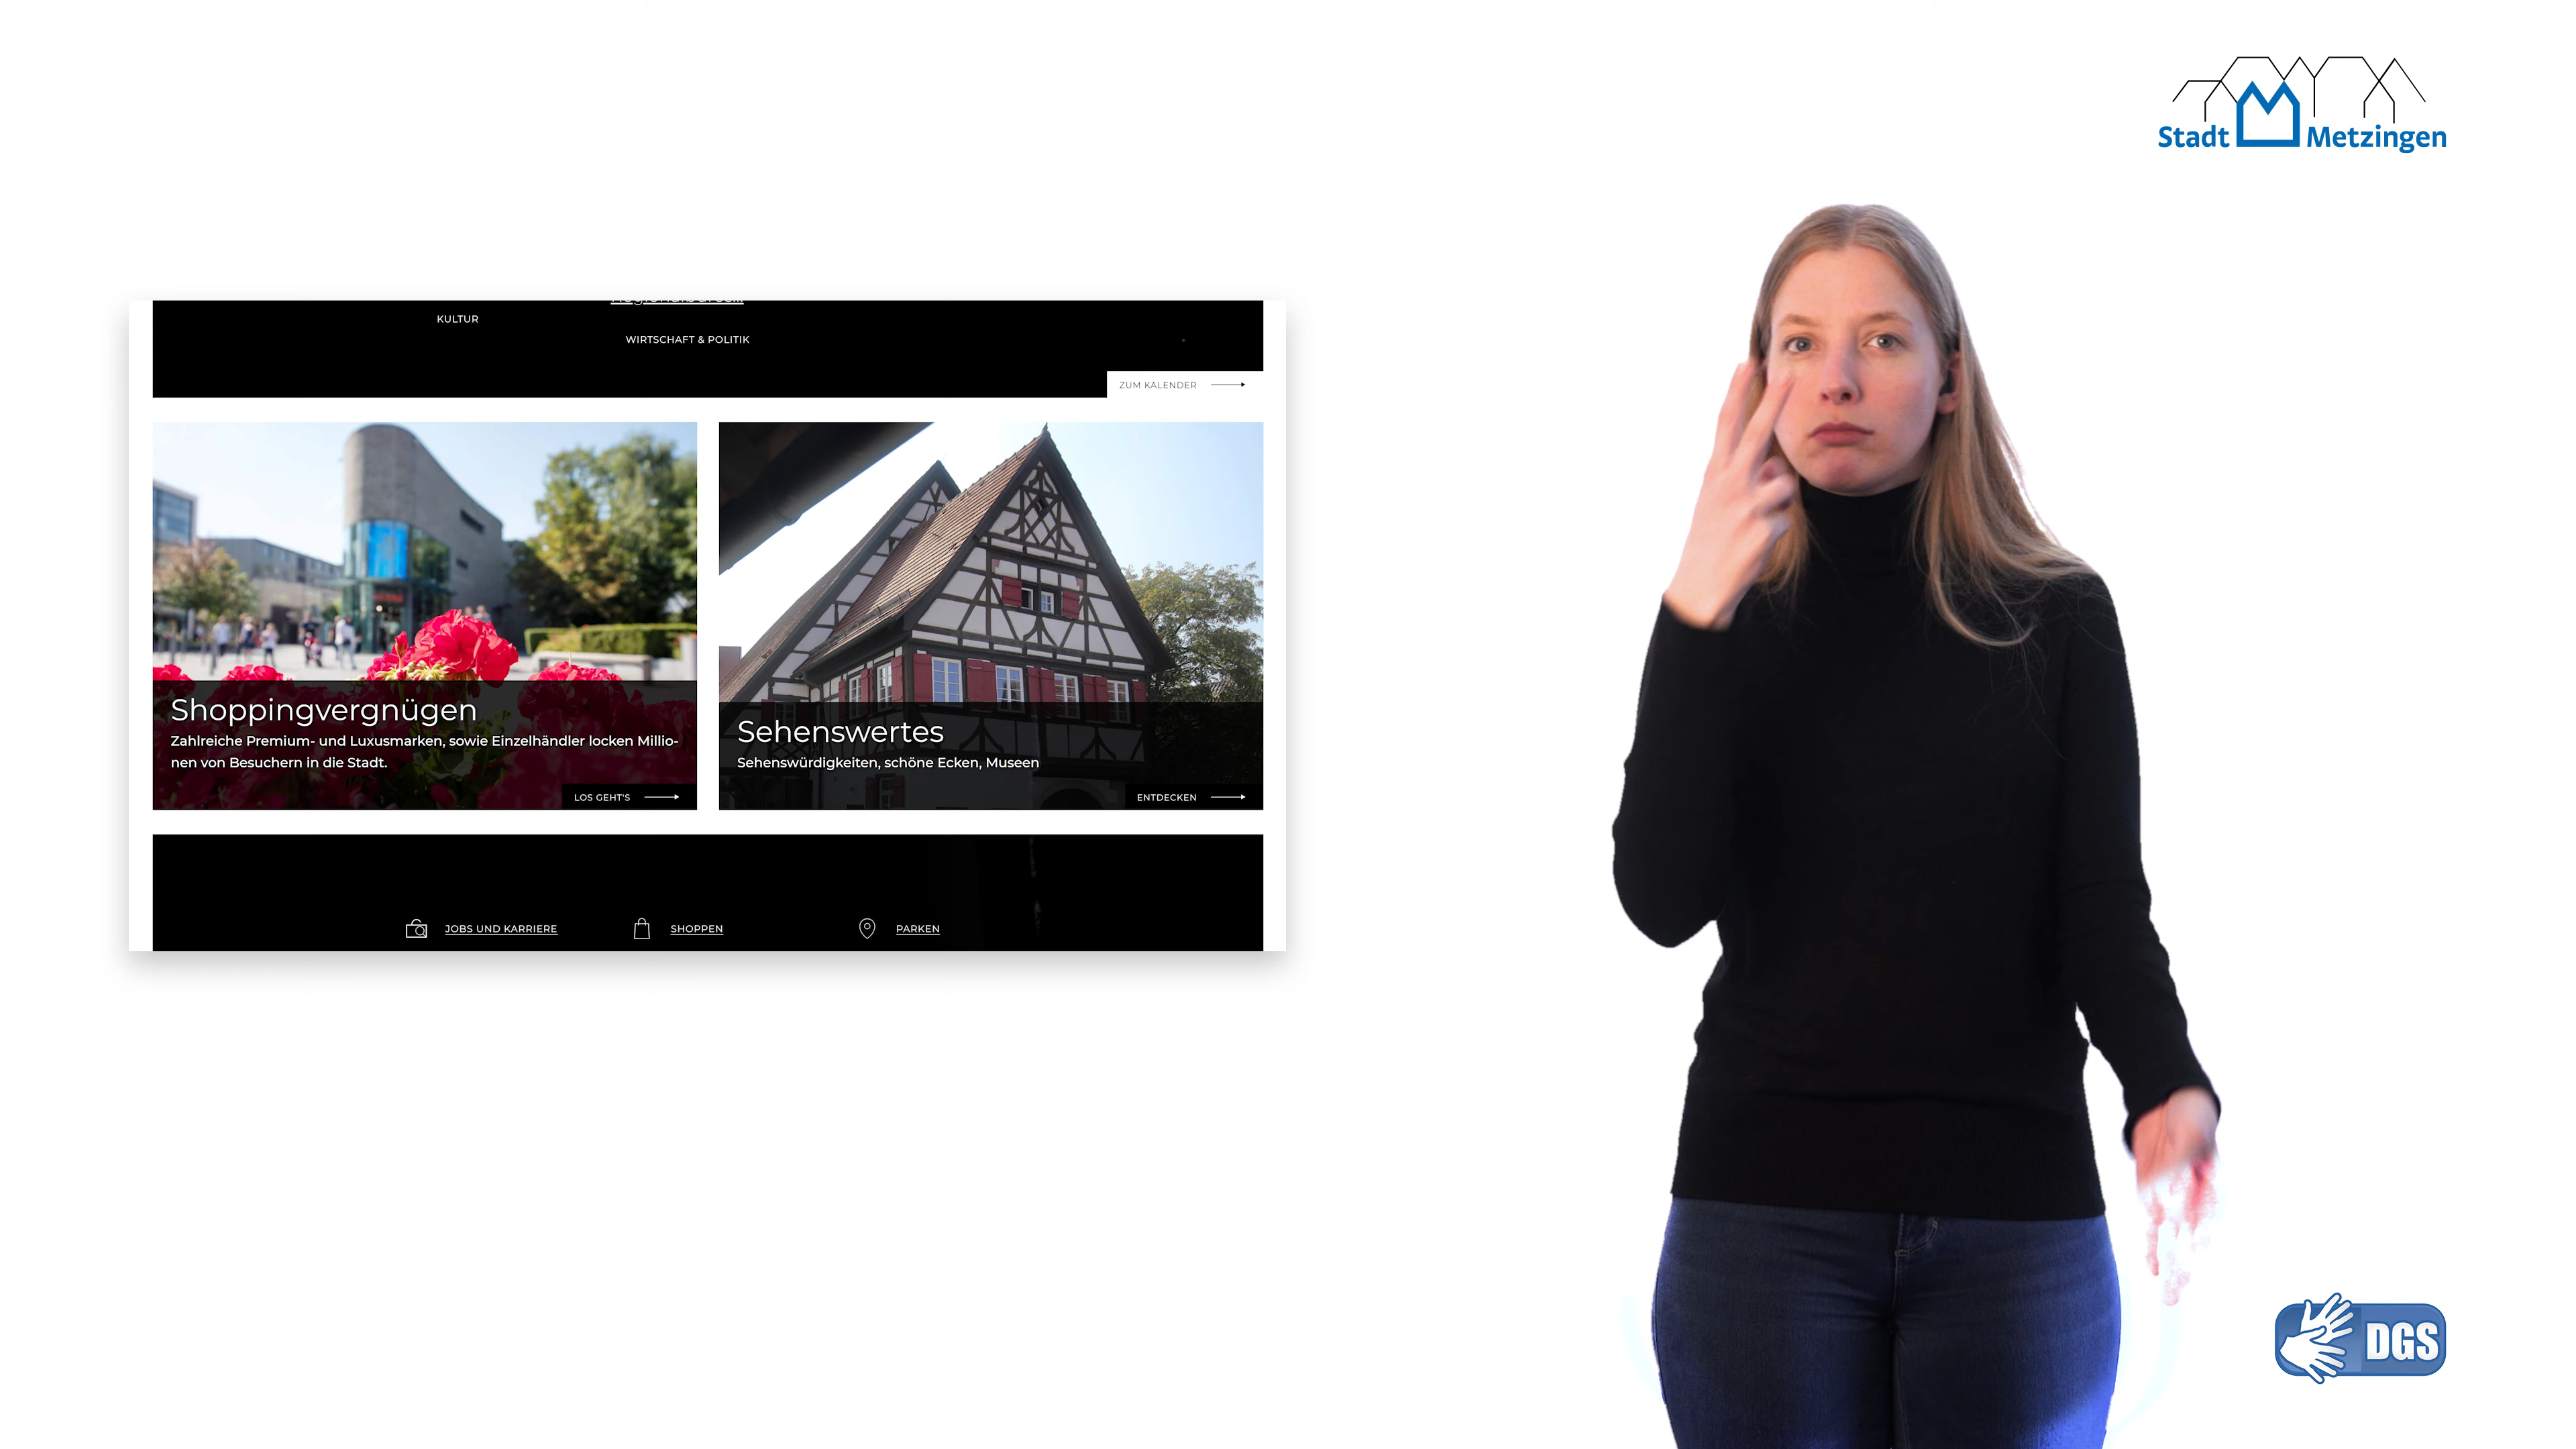 Stadt Metzingen
KULTUR
WIRTSCHAFT & POLITIK
ZUM KALENDER
Shoppingvergnügen
Zahlreiche Premium- und Luxusmarken, sowie Einzelhändler locken Millio-
nen von Besuchern in die Stadt.
LOS GEHT'S
Sehenswertes
Sehenswürdigkeiten, schöne Ecken, Museen
ENTDECKEN
JOBS UND KARRIERE
SHOPPEN
PARKEN
DGS